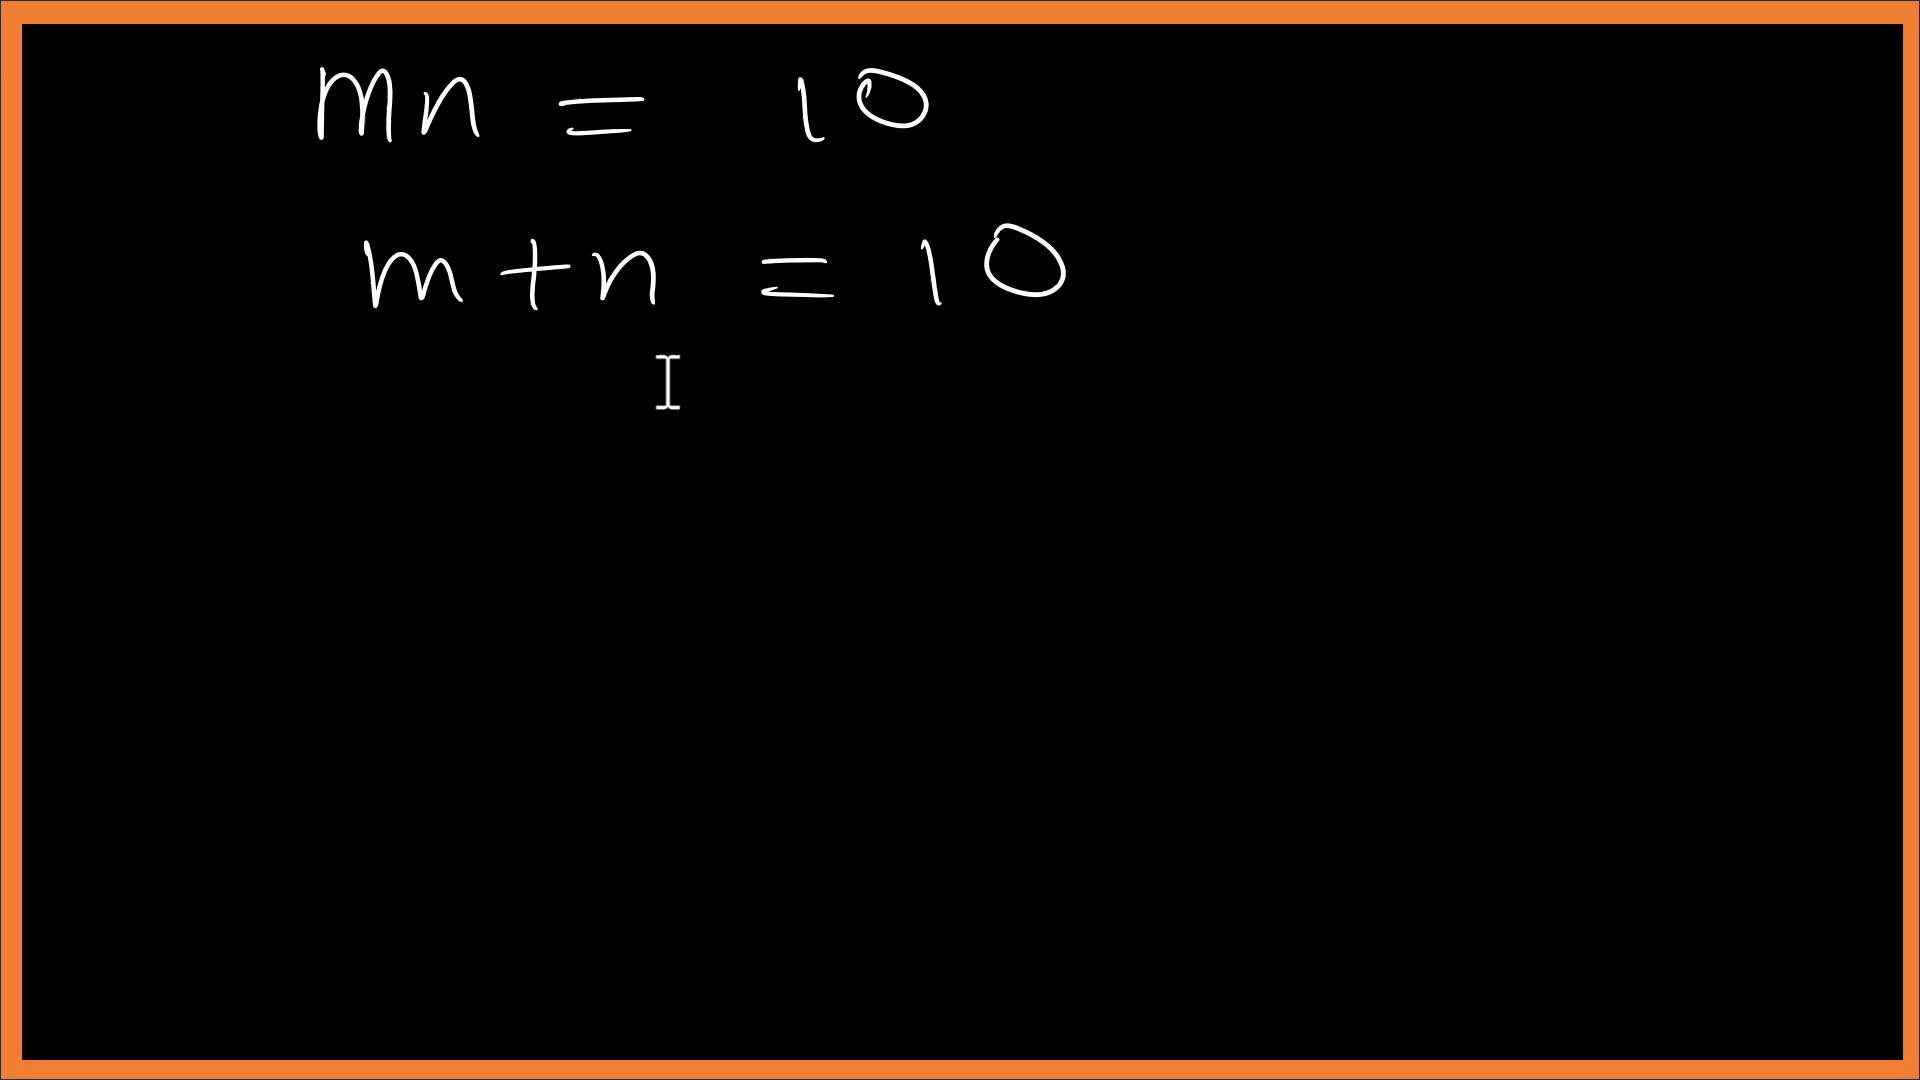 mn = 10
m+n = 10